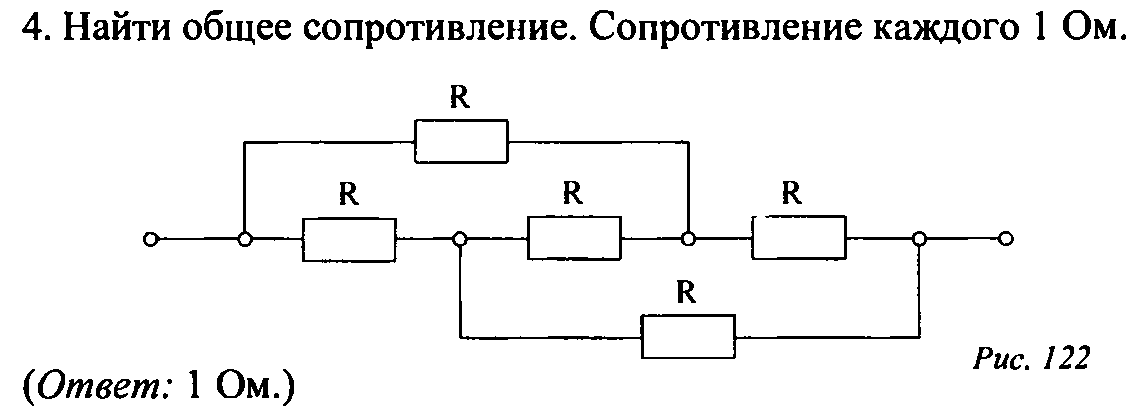 4. Найти общее сопротивление. Сопротивление каждого 1 Ом.
R
R
R
R
R
Рис. 122
(Ответ: 1 Ом.)